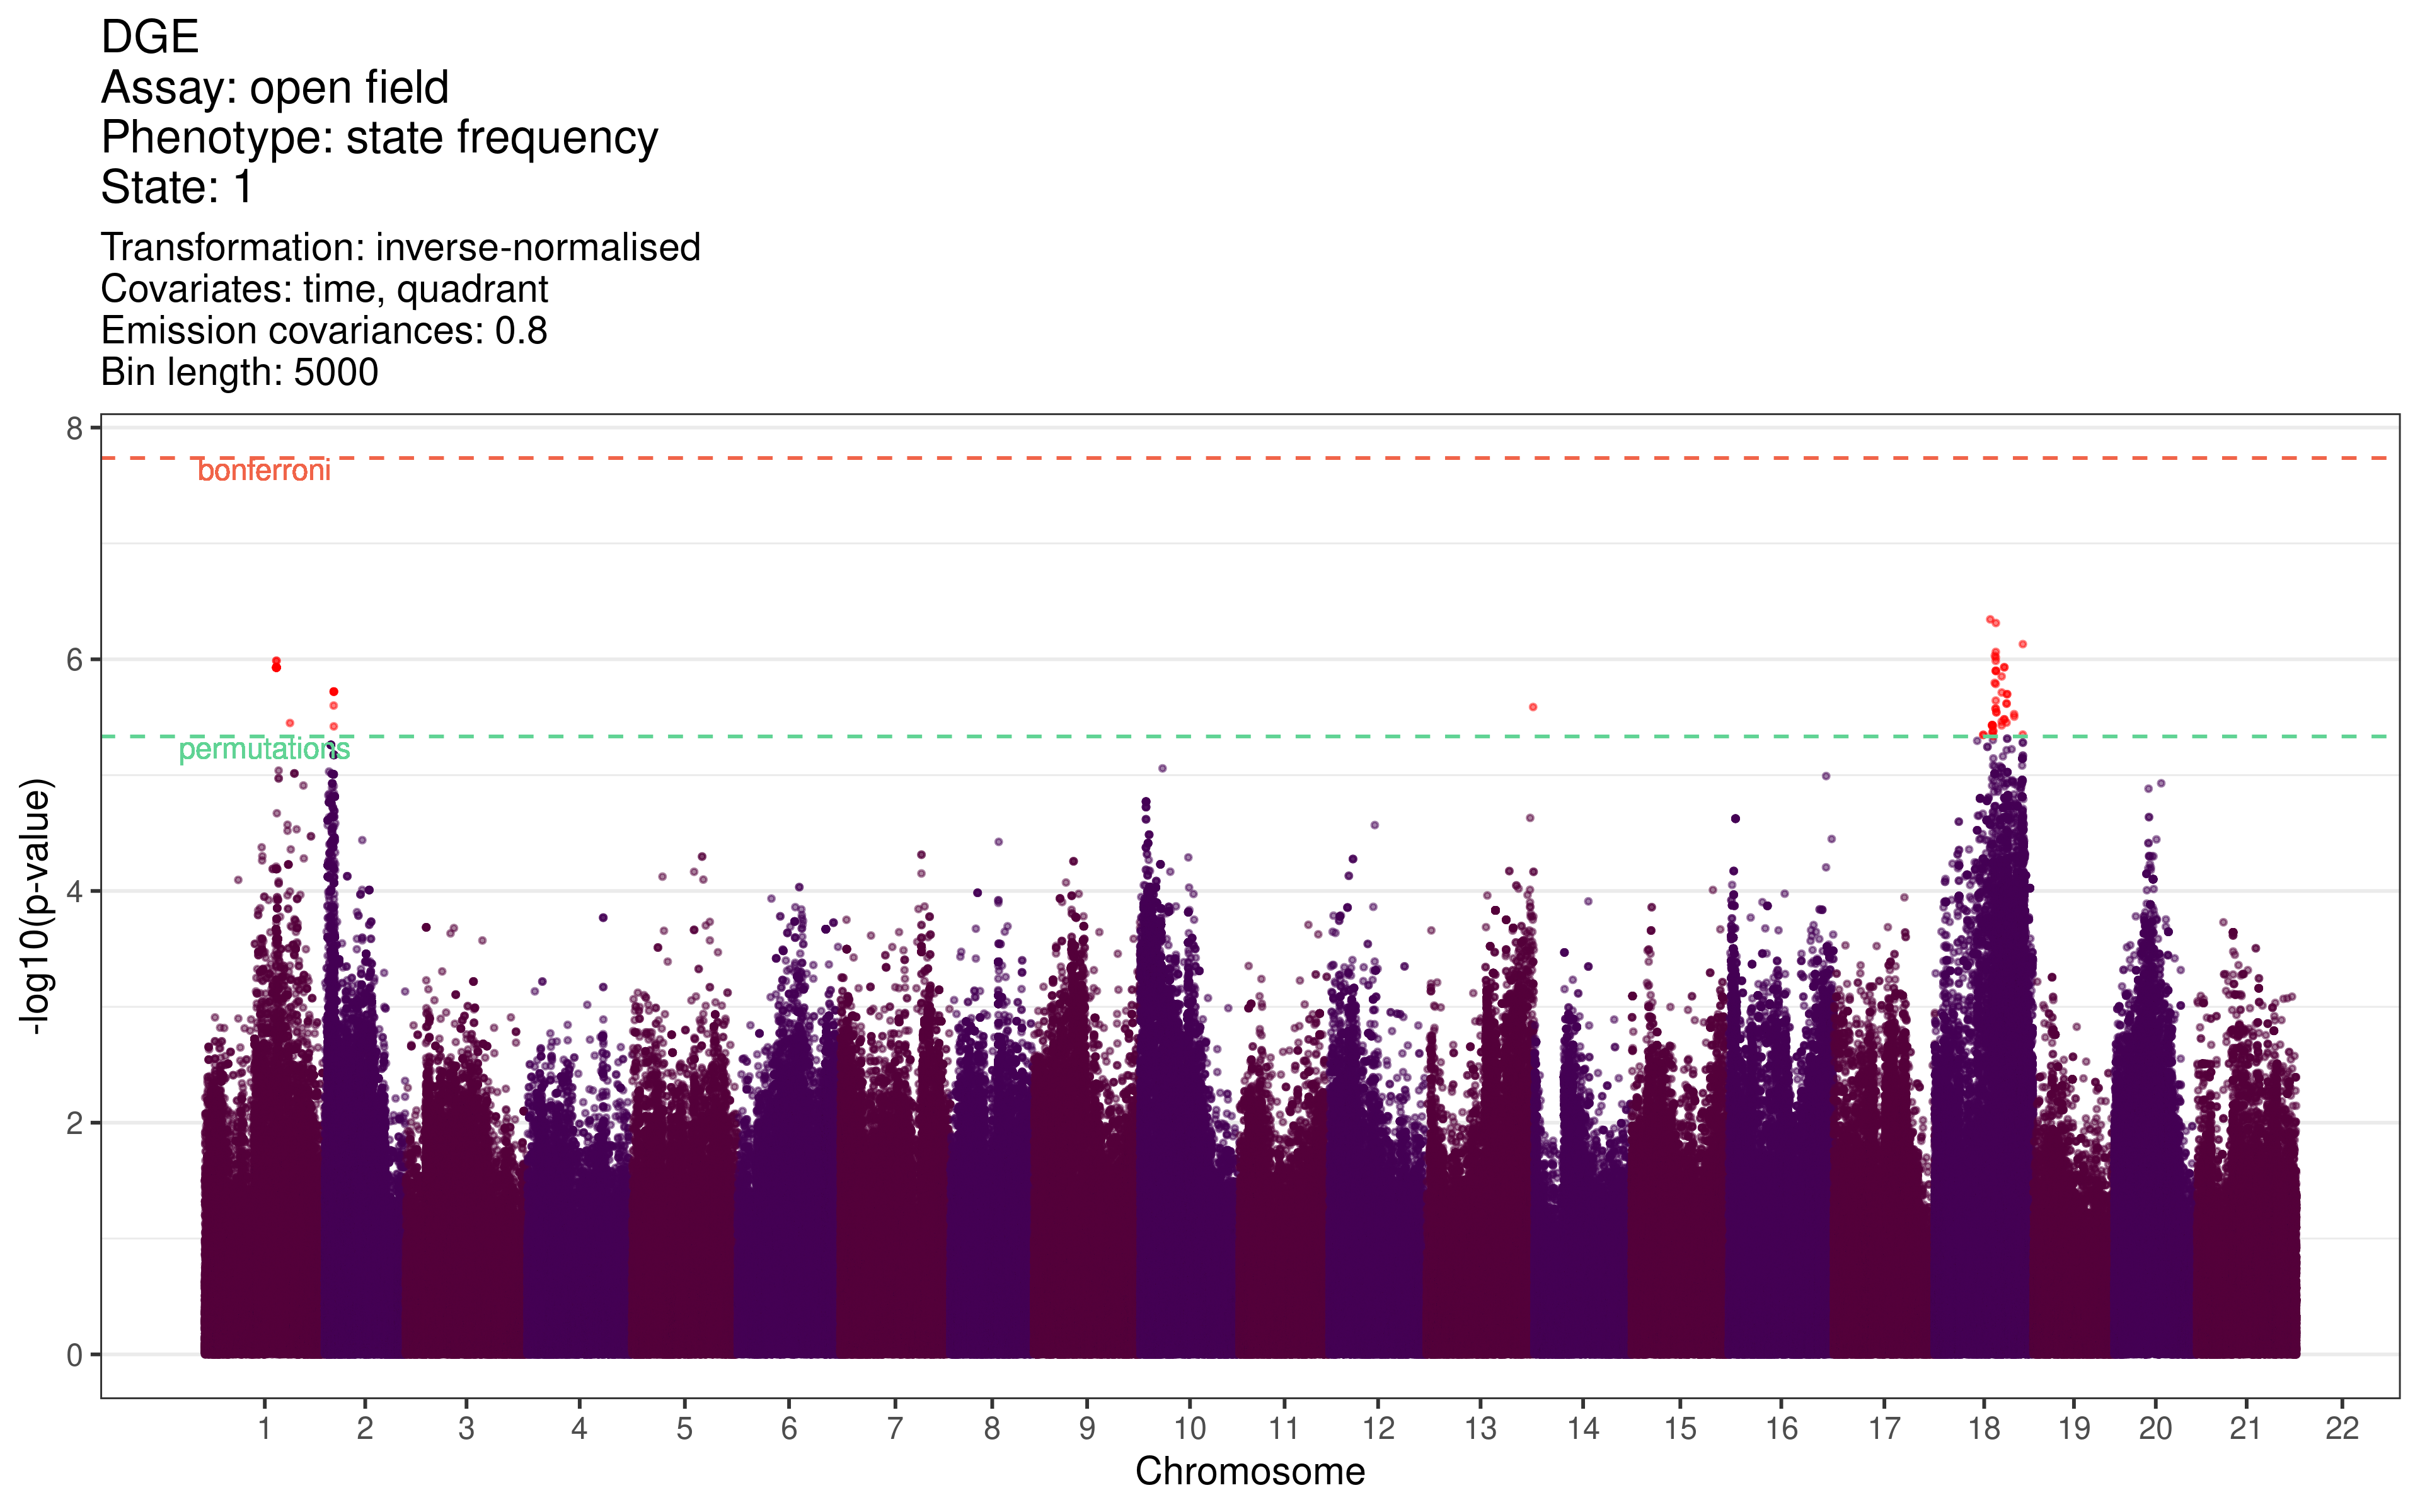 DGE
Assay: open field
Phenotype: state frequency
State: 1
Transformation: inverse-normalised
Covariates: time, quadrant
Emission covariances: 0.8
Bin length: 5000
8
bonferroni
6
permutations
4
2
0
-log10(p-value)
1 2 3 4 5 6 7 8 9 10 11 12 13 14 15 16 17 18 19 20 21 22
Chromosome